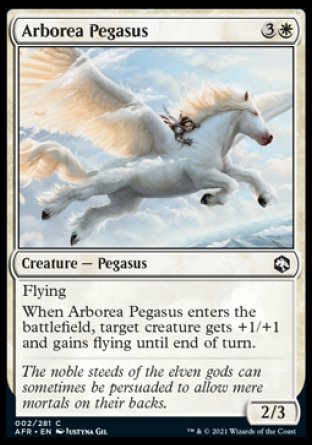 Arborea Pegasus 3
Creature — Pegasus
Flying
When Arborea Pegasus enters the
battlefield, target creature gets +1/+1
and gains flying until end of turn.
The noble steeds of the elven gods can
sometimes be persuaded to allow mere
mortals on their backs.
2/3
002/281 C
AFR • EN Justyna Gil
™ & © 2021 Wizards of the Coast